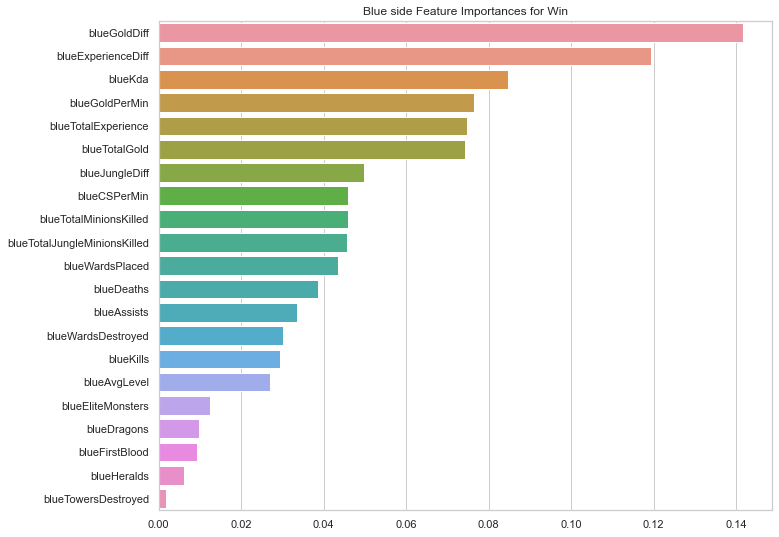 Blue side Feature Importances for Win
blueGoldDiff
blueExperienceDiff
blueKda
blueGoldPerMin
blueTotalExperience
blueTotalGold
blueJungleDiff
blueCSPerMin
blueTotalMinionsKilled
blueTotalJungleMinionsKilled
blueWardsPlaced
blueDeaths
blueAssists
blueWardsDestroyed
blueKills
blueAvgLevel
blueEliteMonsters
blueDragons
blueFirstBlood
blueHeralds
blueTowersDestroyed
0.00 0.02 0.04 0.06 0.08 0.10 0.12 0.14